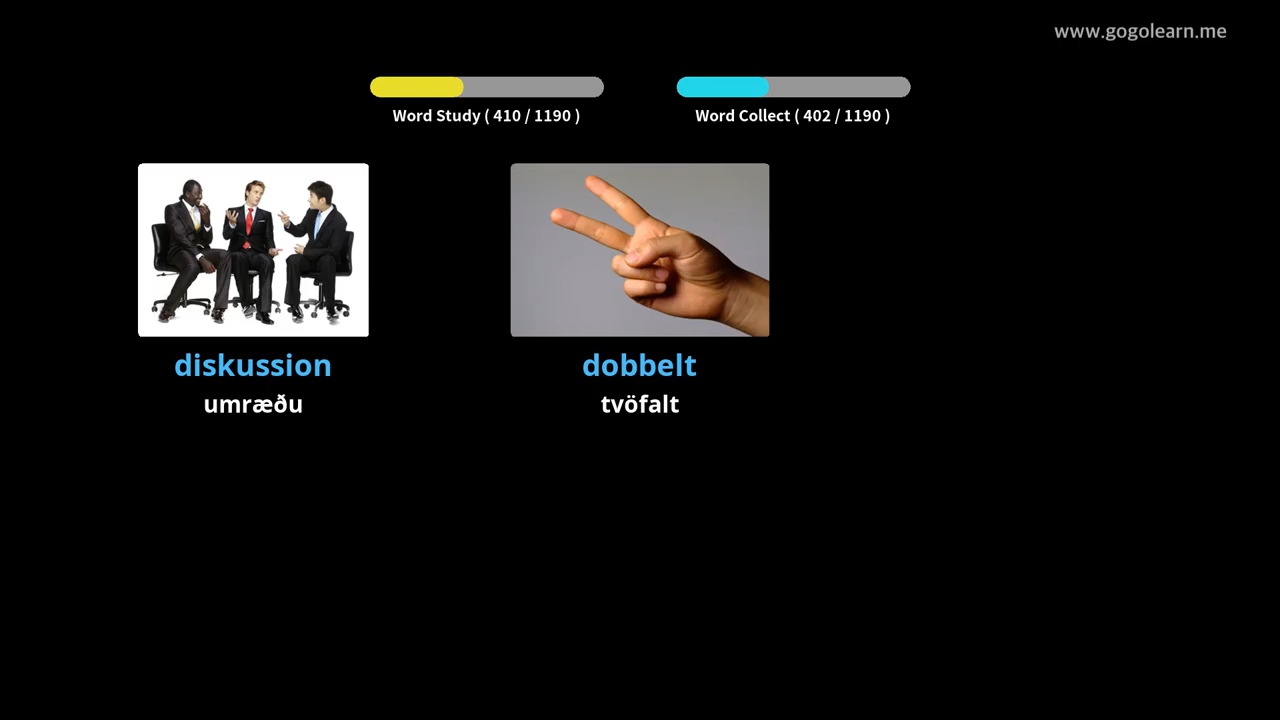 www.gogolearn.me
Word Study ( 410 / 1190 )
Word Collect ( 402 / 1190 )
diskussion
umræðu
dobbelt
tvöfalt